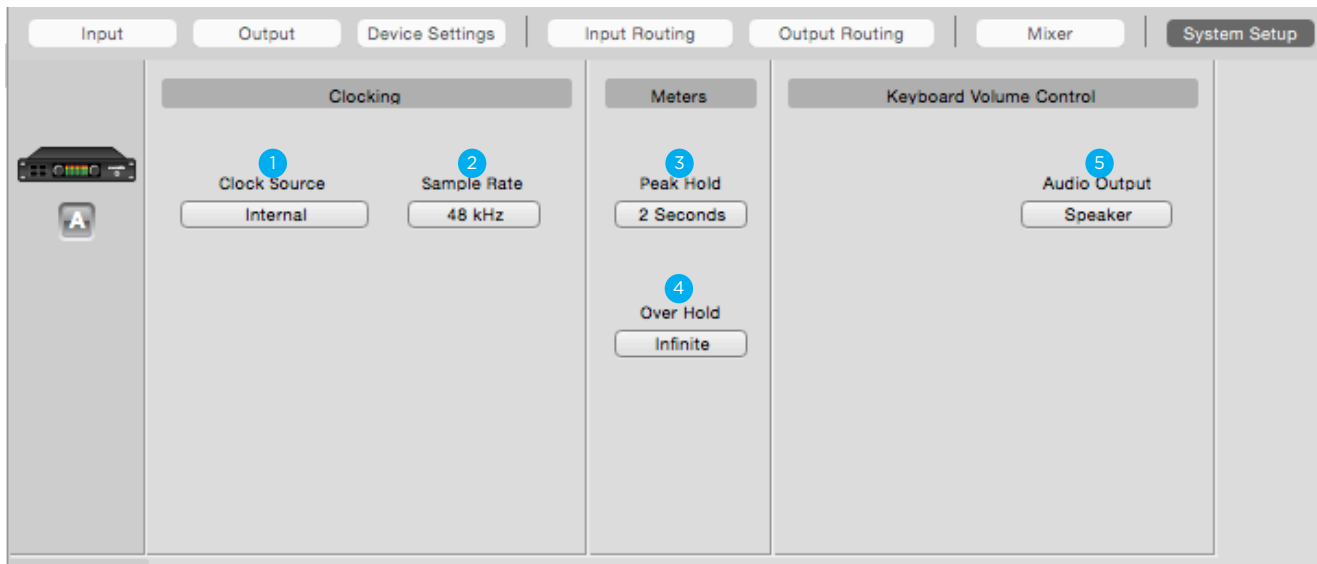 Input Output Device Settings Input Routing Output Routing Mixer System Setup
Clocking Meters Keyboard Volume Control
1 2 3 5
Clock Source Sample Rate Peak Hold Audio Output
Internal 48 kHz 2 Seconds Speaker
A
4
Over Hold
Infinite